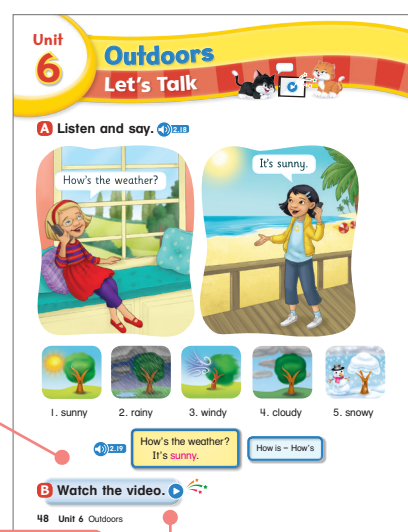 Unit
6
Outdoors
Let's Talk
A Listen and say. 2.18
How's the weather?
It's sunny.
1. sunny 2. rainy 3. windy 4. cloudy 5. snowy
2.19
How's the weather?
It's sunny.
How is – How's
B Watch the video.
48 Unit 6 Outdoors